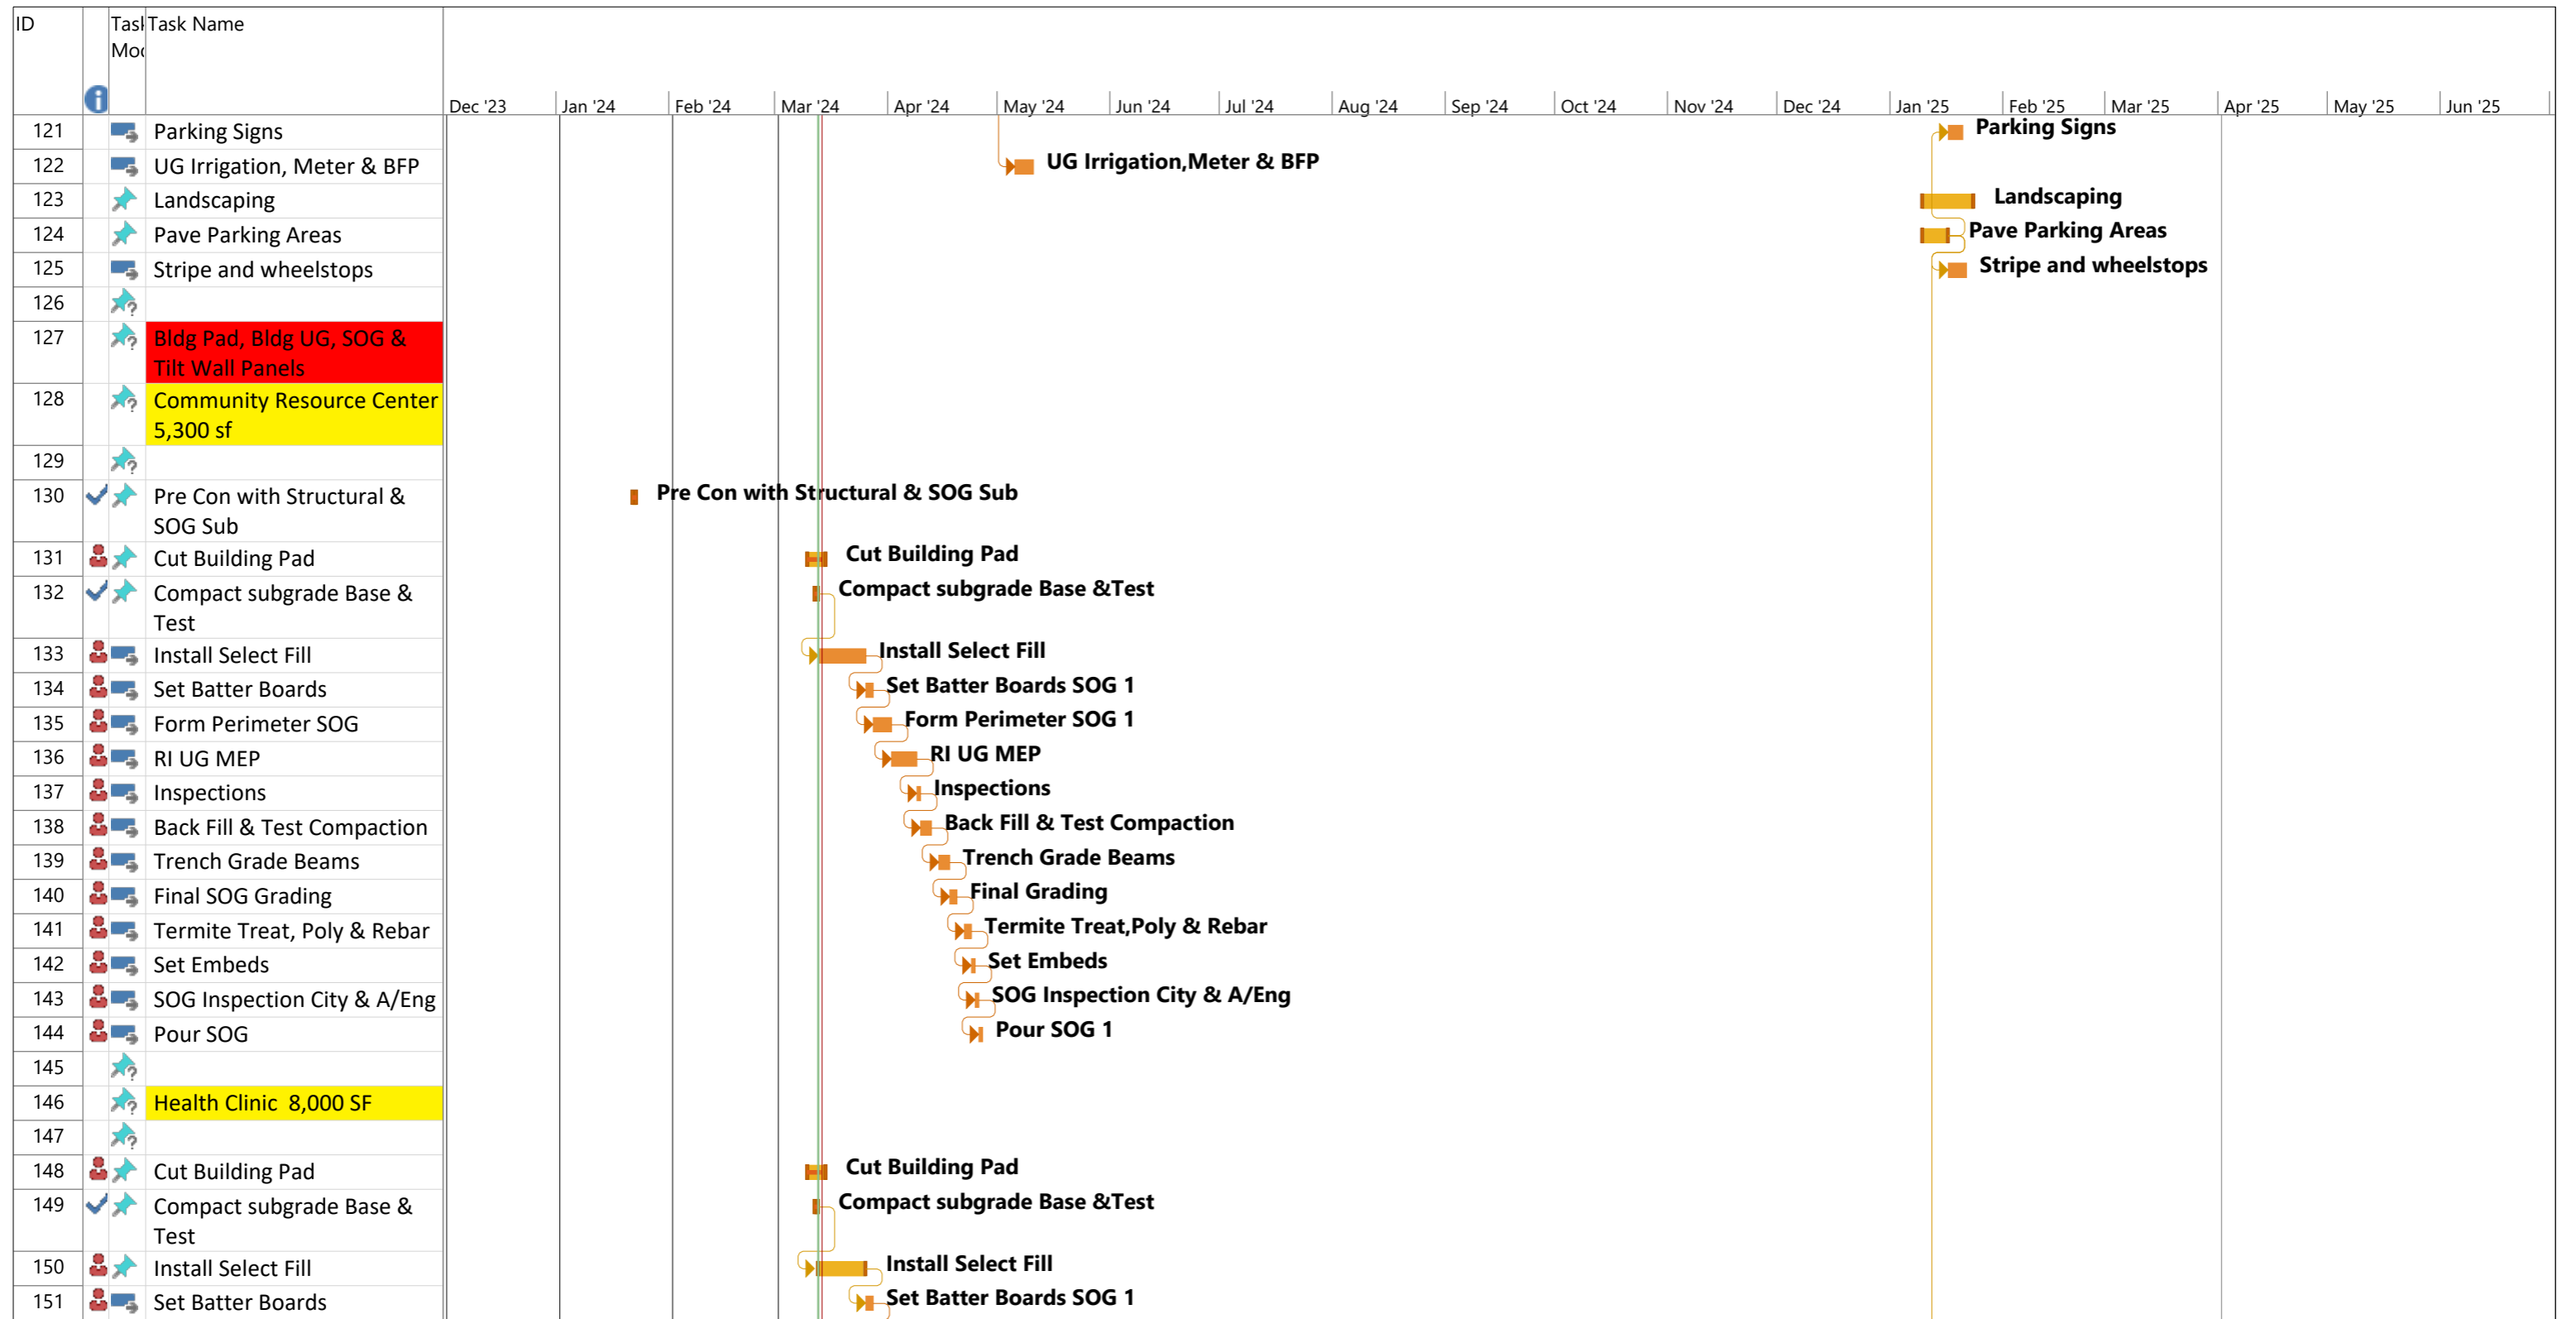 ID
Task
Mod
Task Name
Dec '23
Jan '24
Feb '24
Mar '24
Apr '24
May '24
Jun '24
Jul '24
Aug '24
Sep '24
Oct '24
Nov '24
Dec '24
Jan '25
Feb '25
Mar '25
Apr '25
May '25
Jun '25
121 Parking Signs Parking Signs
122 UG Irrigation, Meter & BFP UG Irrigation,Meter & BFP
123 Landscaping Landscaping
124 Pave Parking Areas Pave Parking Areas
125 Stripe and wheelstops Stripe and wheelstops
126
127 Bldg Pad, Bldg UG, SOG &
Tilt Wall Panels
128 Community Resource Center
5,300 sf
129
130 Pre Con with Structural & Pre Con with Structural & SOG Sub
SOG Sub
131 Cut Building Pad Cut Building Pad
132 Compact subgrade Base & Compact subgrade Base &Test
Test
133 Install Select Fill Install Select Fill
134 Set Batter Boards Set Batter Boards SOG 1
135 Form Perimeter SOG Form Perimeter SOG 1
136 RI UG MEP RI UG MEP
137 Inspections Inspections
138 Back Fill & Test Compaction Back Fill & Test Compaction
139 Trench Grade Beams Trench Grade Beams
140 Final SOG Grading Final Grading
141 Termite Treat, Poly & Rebar Termite Treat,Poly & Rebar
142 Set Embeds Set Embeds
143 SOG Inspection City & A/Eng SOG Inspection City & A/Eng
144 Pour SOG Pour SOG 1
145
146 Health Clinic 8,000 SF
147
148 Cut Building Pad Cut Building Pad
149 Compact subgrade Base & Compact subgrade Base &Test
Test
150 Install Select Fill Install Select Fill
151 Set Batter Boards Set Batter Boards SOG 1